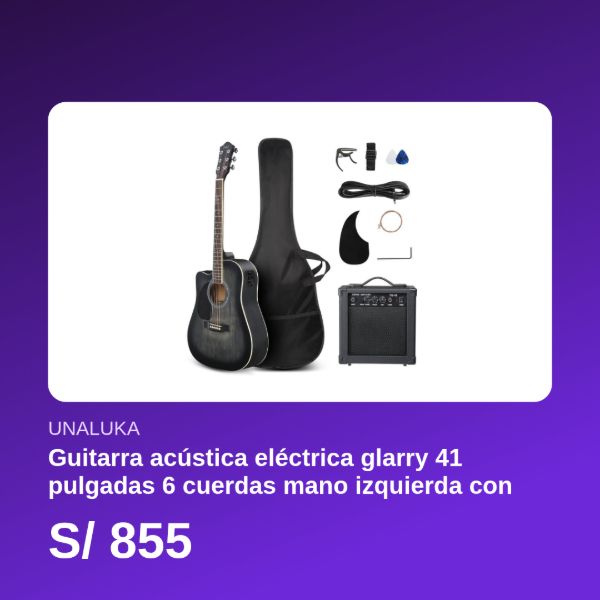 UNALUKA
Guitarra acústica eléctrica glarry 41
pulgadas 6 cuerdas mano izquierda con
S/ 855